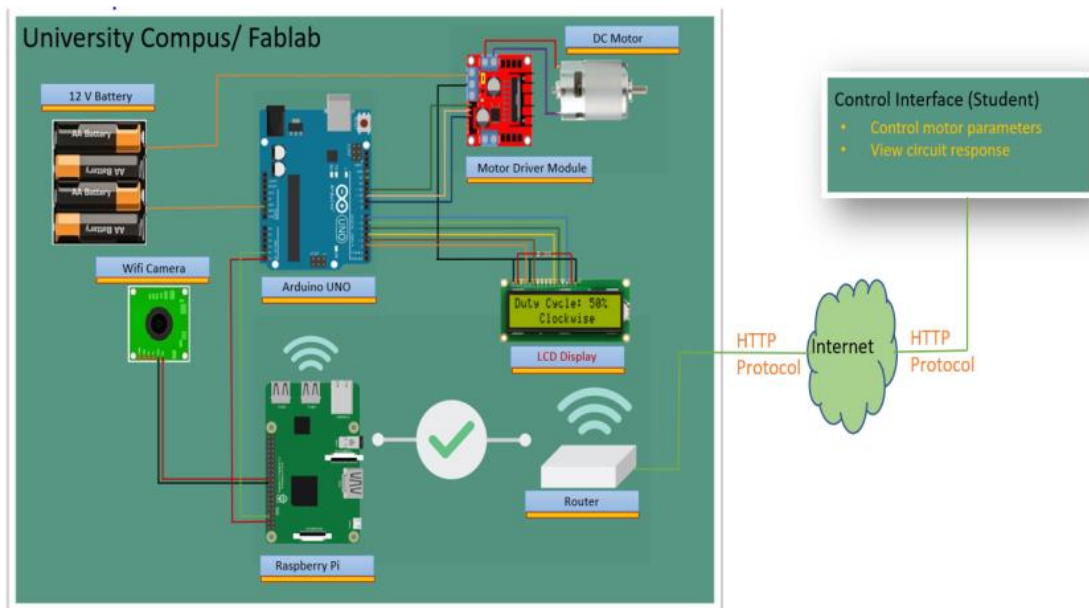 University Compus/ Fablab
DC Motor
12 V Battery
AA Battery
AA Battery
AA Battery
AA Battery
Motor Driver Module
Control Interface (Student)
• Control motor parameters
• View circuit response
Wifi Camera
UNO
ARDUINO
Arduino UNO
Duty Cycle: 50%
Clockwise
LCD Display
HTTP
Protocol
Internet
HTTP
Protocol
Router
Raspberry Pi